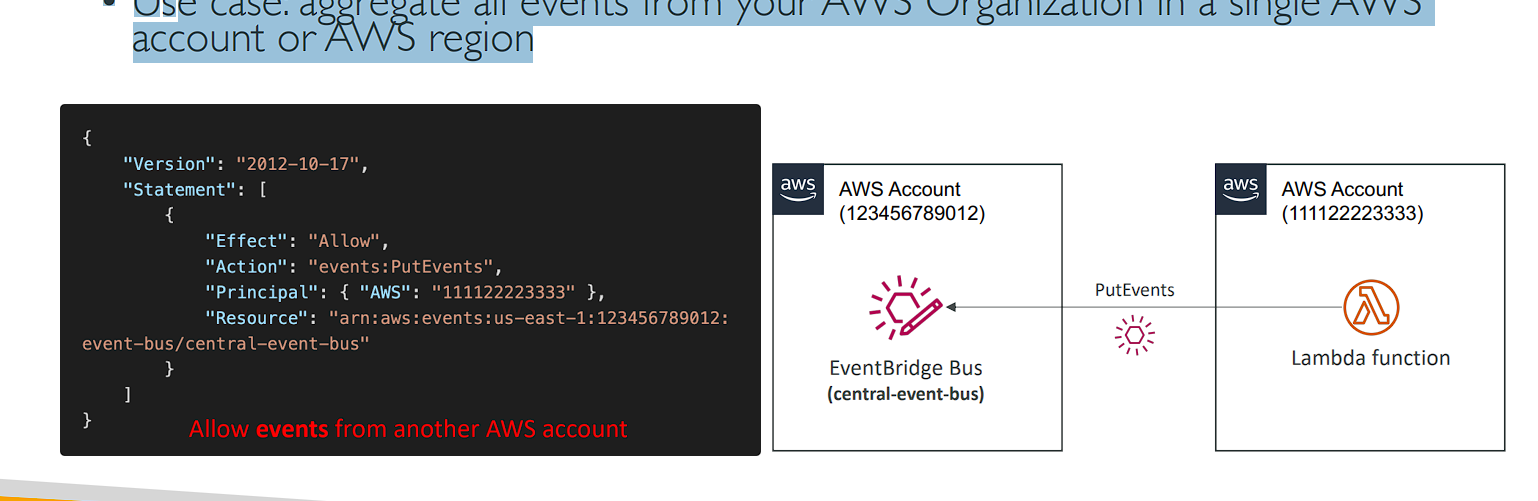 • Use case: aggregate all events from your AWS Organization in a single AWS
account or AWS region
{
"Version": "2012-10-17",
"Statement": [
{
"Effect": "Allow",
"Action": "events:PutEvents",
"Principal": { "AWS": "111122223333" },
"Resource": "arn:aws:events:us-east-1:123456789012:
event-bus/central-event-bus"
}
]
}
Allow events from another AWS account
aws
AWS Account
(123456789012)
EventBridge Bus
(central-event-bus)
PutEvents
aws
AWS Account
(111122223333)
Lambda function